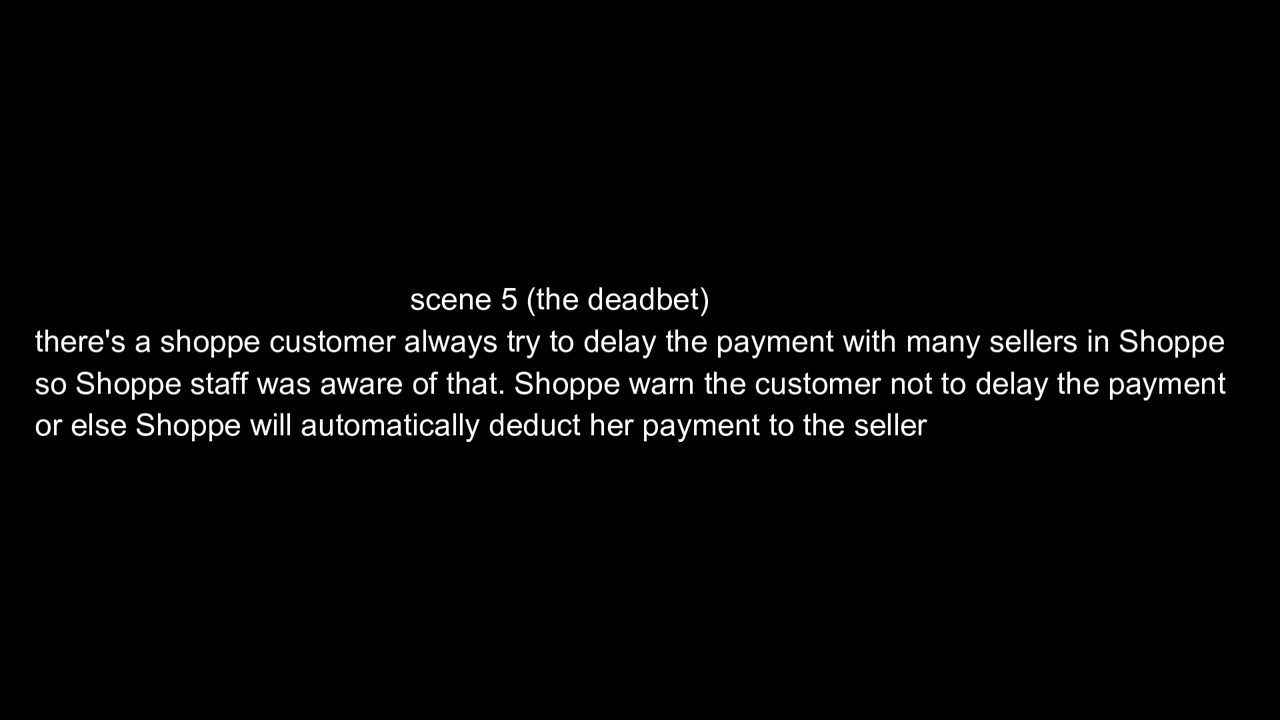 scene 5 (the deadbet)
there's a shoppe customer always try to delay the payment with many sellers in Shoppe
so Shoppe staff was aware of that. Shoppe warn the customer not to delay the payment
or else Shoppe will automatically deduct her payment to the seller